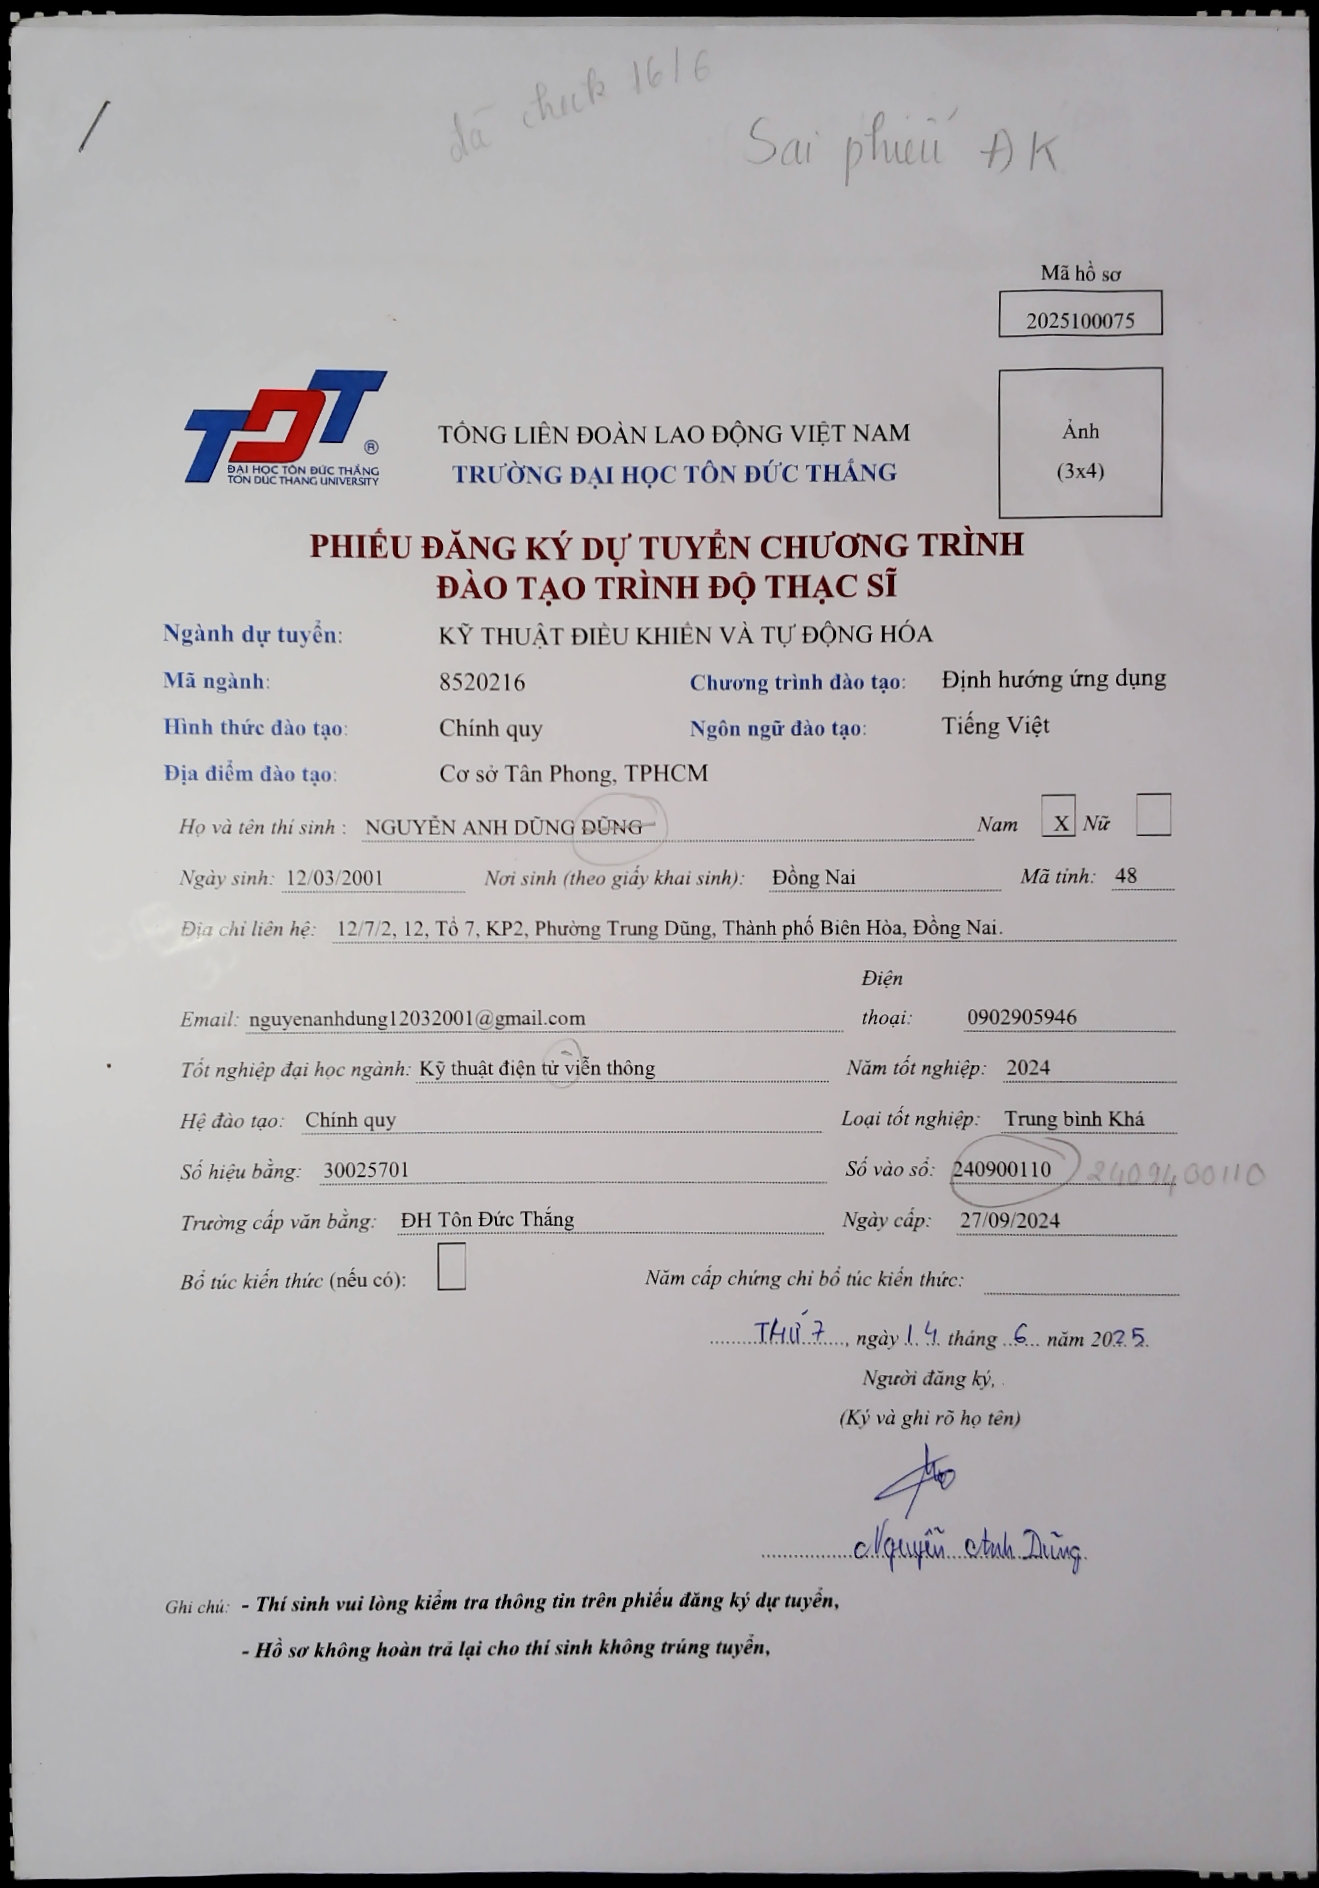 đã check 16/6
Sai phiếu ĐK
Mã hồ sơ
2025100075
TDT
®
ĐẠI HỌC TÔN ĐỨC THẮNG
TON DUC THANG UNIVERSITY
TỔNG LIÊN ĐOÀN LAO ĐỘNG VIỆT NAM
TRƯỜNG ĐẠI HỌC TÔN ĐỨC THẮNG
Ảnh
(3x4)
PHIẾU ĐĂNG KÝ DỰ TUYỂN CHƯƠNG TRÌNH
ĐÀO TẠO TRÌNH ĐỘ THẠC SĨ
Ngành dự tuyển: KỸ THUẬT ĐIỀU KHIỂN VÀ TỰ ĐỘNG HÓA
Mã ngành: 8520216 Chương trình đào tạo: Định hướng ứng dụng
Hình thức đào tạo: Chính quy Ngôn ngữ đào tạo: Tiếng Việt
Địa điểm đào tạo: Cơ sở Tân Phong, TPHCM
Họ và tên thí sinh : NGUYỄN ANH DŨNG DŨNG Nam X Nữ
Ngày sinh: 12/03/2001 Nơi sinh (theo giấy khai sinh): Đồng Nai Mã tỉnh: 48
Địa chỉ liên hệ: 12/7/2, 12, Tổ 7, KP2, Phường Trung Dũng, Thành phố Biên Hòa, Đồng Nai.
Email: nguyenanhdung12032001@gmail.com Điện thoại: 0902905946
Tốt nghiệp đại học ngành: Kỹ thuật điện tử viễn thông Năm tốt nghiệp: 2024
Hệ đào tạo: Chính quy Loại tốt nghiệp: Trung bình Khá
Số hiệu bằng: 30025701 Số vào sổ: 240900110 2409400110
Trường cấp văn bằng: ĐH Tôn Đức Thắng Ngày cấp: 27/09/2024
Bổ túc kiến thức (nếu có): Năm cấp chứng chỉ bổ túc kiến thức:
THỨ 7, ngày 14 tháng 6 năm 2025.
Người đăng ký,
(Ký và ghi rõ họ tên)
Nguyễn Anh Dũng
Ghi chú: - Thí sinh vui lòng kiểm tra thông tin trên phiếu đăng ký dự tuyển,
- Hồ sơ không hoàn trả lại cho thí sinh không trúng tuyển,